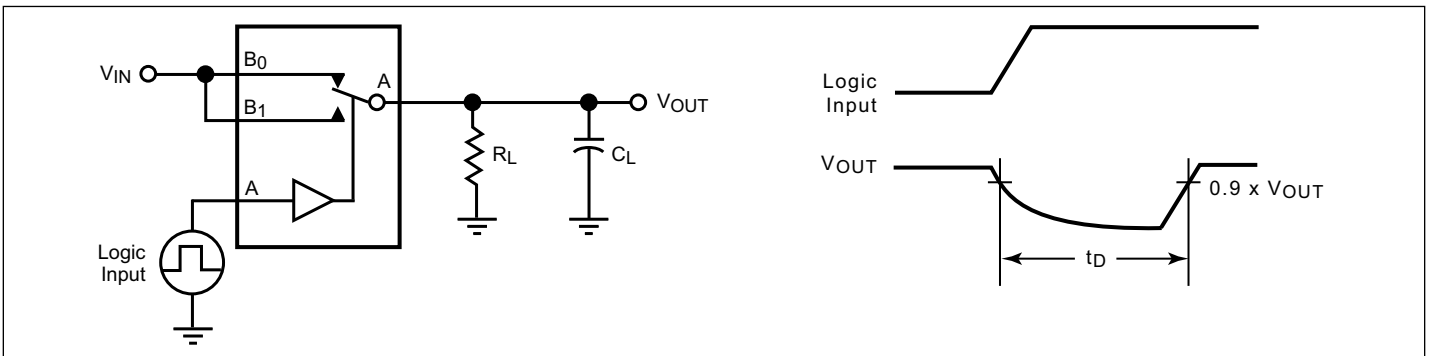 VIN
B0
B1
A
A
Logic
Input
RL
CL
VOUT
Logic
Input
VOUT
0.9 x VOUT
tD